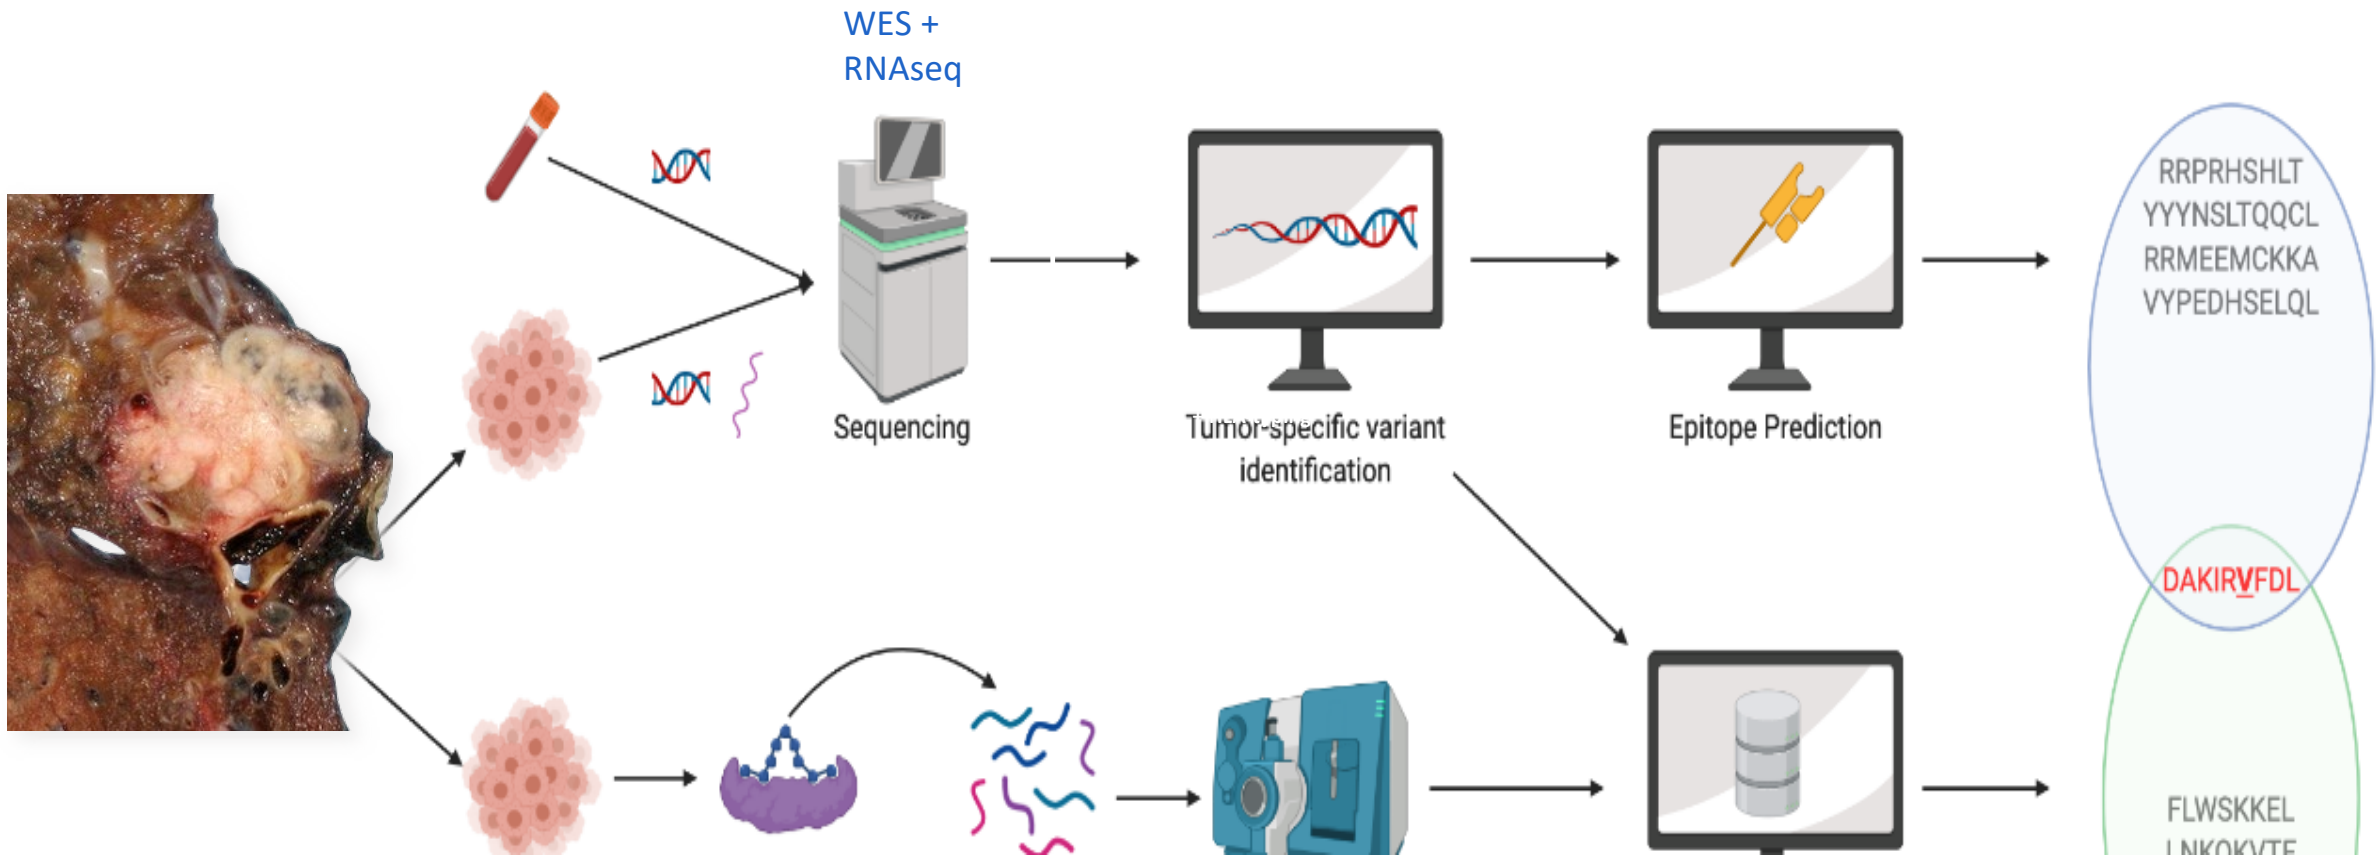 WES +
RNAseq
RRPRHSHLT
YYYNSLTQQCL
RRMEEMCKKA
VYPEDHSELQL
Sequencing
Tumor-specific variant
identification
Epitope Prediction
DAKIRVFDL
FLWSKKEL